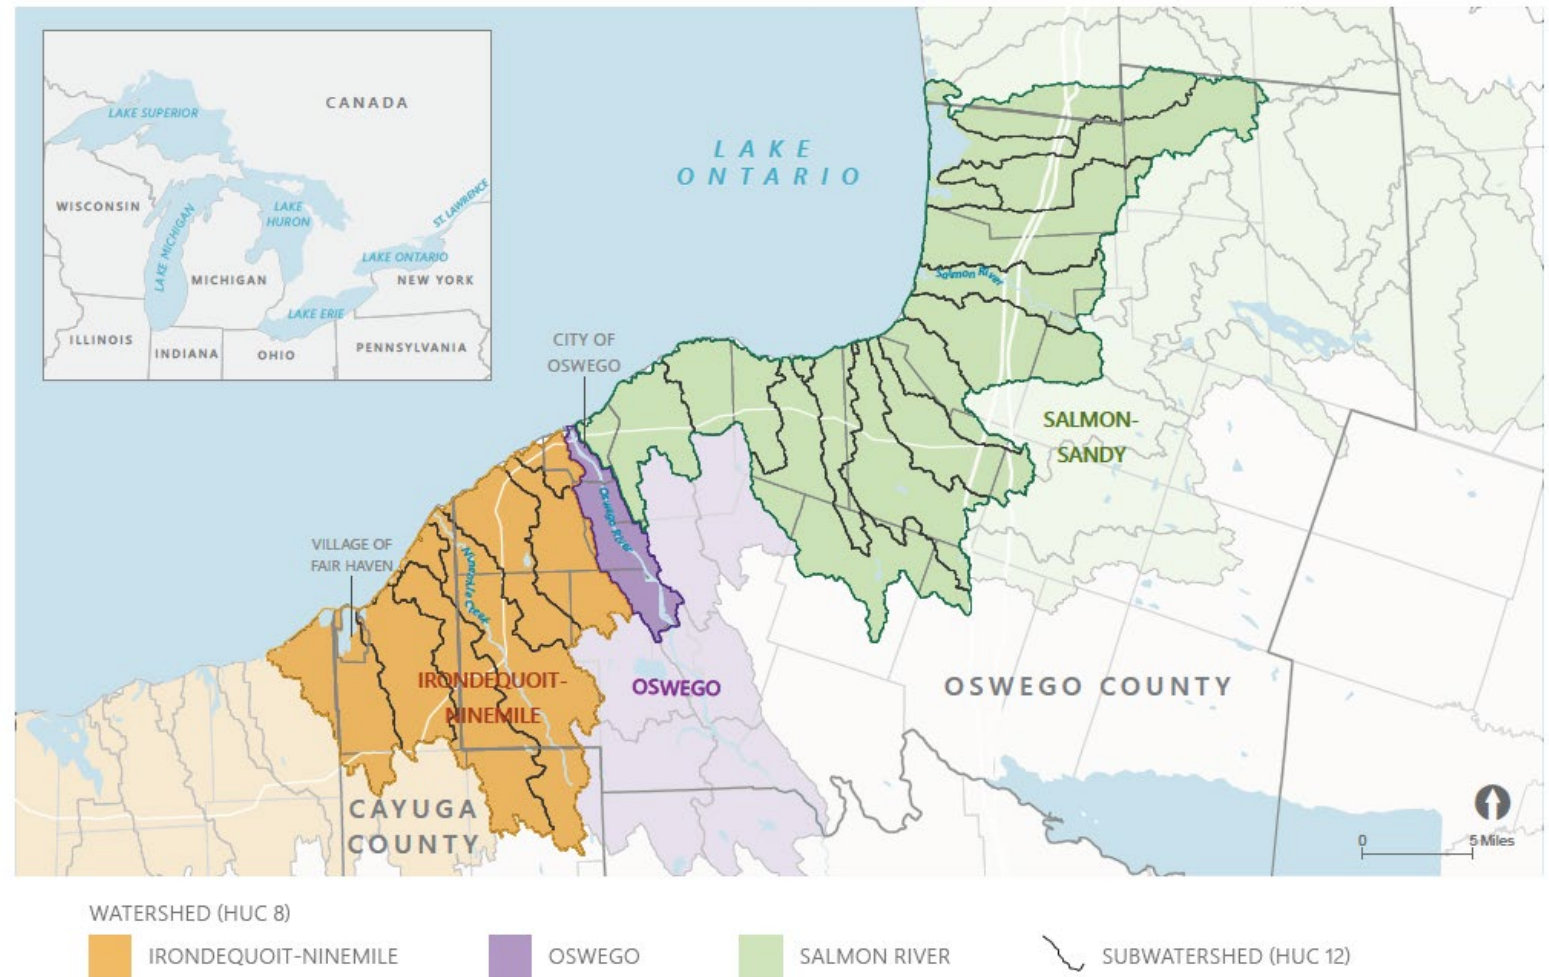 CANADA
LAKE SUPERIOR
WISCONSIN
LAKE MICHIGAN
LAKE
HURON
ST. LAWRENCE
LAKE ONTARIO
MICHIGAN
NEW YORK
LAKE ERIE
ILLINOIS
INDIANA
OHIO
PENNSYLVANIA
LAKE
ONTARIO
Salmon River
CITY OF
OSWEGO
SALMON-
SANDY
Oswego River
VILLAGE OF
FAIR HAVEN
Ninemile Creek
IRONDEQUOIT-
NINEMILE
OSWEGO
OSWEGO COUNTY
CAYUGA
COUNTY
0 5 Miles
WATERSHED (HUC 8)
IRONDEQUOIT-NINEMILE
OSWEGO
SALMON RIVER
SUBWATERSHED (HUC 12)